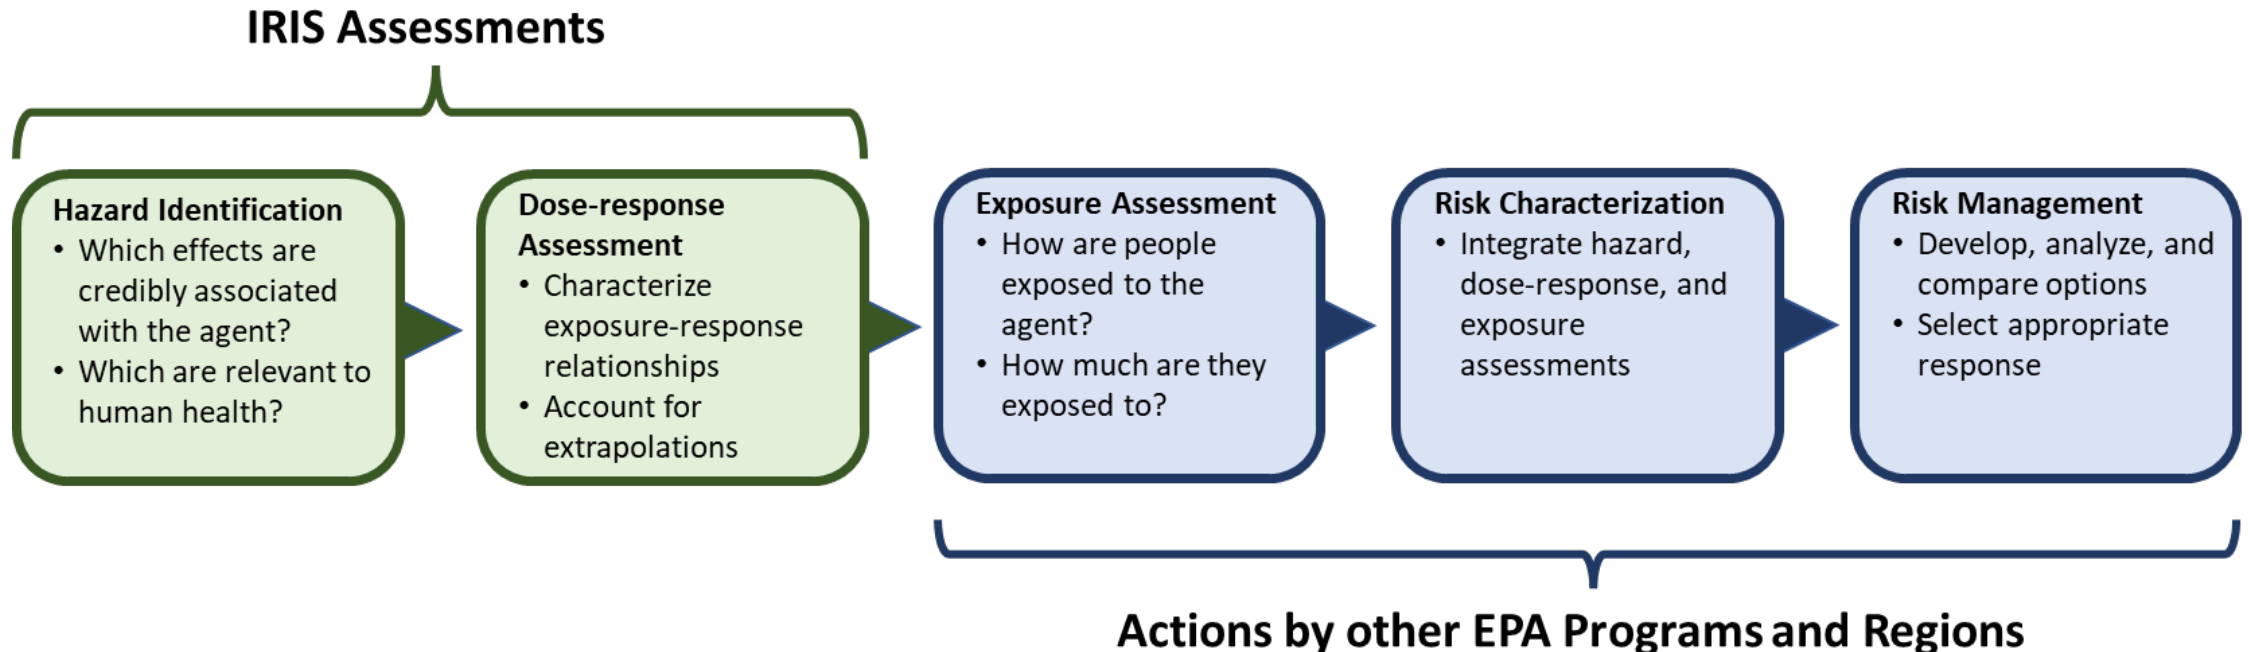 IRIS Assessments
Hazard Identification
• Which effects are
credibly associated
with the agent?
• Which are relevant to
human health?
Dose-response
Assessment
• Characterize
exposure-response
relationships
• Account for
extrapolations
Exposure Assessment
• How are people
exposed to the
agent?
• How much are they
exposed to?
Risk Characterization
• Integrate hazard,
dose-response, and
exposure
assessments
Risk Management
• Develop, analyze, and
compare options
• Select appropriate
response
Actions by other EPA Programs and Regions